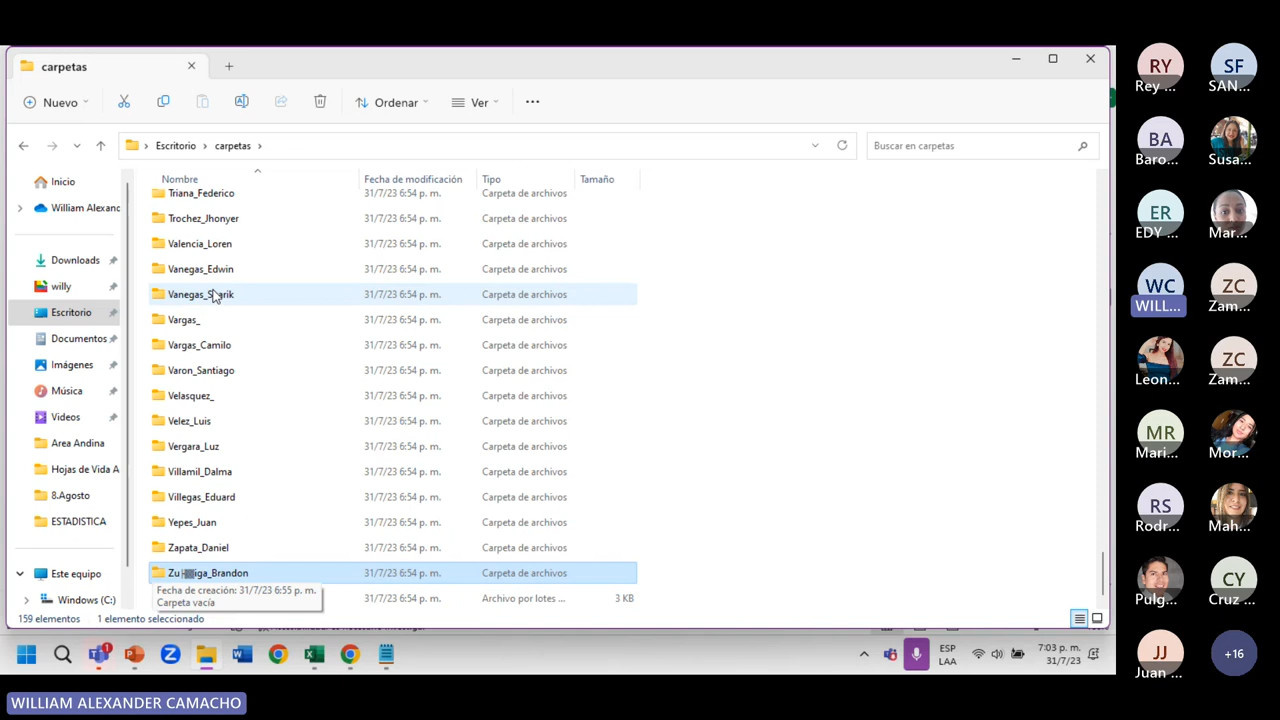 carpetas
Nuevo
Ordenar
Ver
Escritorio
carpetas
Buscar en carpetas
Nombre Fecha de modificación Tipo Tamaño
Triana_Federico 31/7/23 6:54 p. m. Carpeta de archivos
Trochez_Jhonyer 31/7/23 6:54 p. m. Carpeta de archivos
Valencia_Loren 31/7/23 6:54 p. m. Carpeta de archivos
Vanegas_Edwin 31/7/23 6:54 p. m. Carpeta de archivos
31/7/23 6:54 p. m. Carpeta de archivos
Vargas_ 31/7/23 6:54 p. m. Carpeta de archivos
Vargas_Camilo 31/7/23 6:54 p. m. Carpeta de archivos
Varon_Santiago 31/7/23 6:54 p. m. Carpeta de archivos
Velasquez_ 31/7/23 6:54 p. m. Carpeta de archivos
Velez_Luis 31/7/23 6:54 p. m. Carpeta de archivos
Vergara_Luz 31/7/23 6:54 p. m. Carpeta de archivos
Villamil_Dalma 31/7/23 6:54 p. m. Carpeta de archivos
Villegas_Eduard 31/7/23 6:54 p. m. Carpeta de archivos
Yepes_Juan 31/7/23 6:54 p. m. Carpeta de archivos
Zapata_Daniel 31/7/23 6:54 p. m. Carpeta de archivos
31/7/23 6:54 p. m. Carpeta de archivos
Fecha de creación: 31/7/23 6:55 p. m.
Carpeta vacía
31/7/23 6:54 p. m. Archivo por lotes ... 3 KB
Inicio
William Alexand
Downloads
willy
Escritorio
Documentos
Imágenes
Música
Videos
Area Andina
Hojas de Vida A
8.Agosto
ESTADISTICA
Este equipo
Windows (C:)
159 elementos
1 elemento seleccionado
ESP
LAA
7:03 p. m.
31/7/23
WILLIAM ALEXANDER CAMACHO
RY
Rey ...
SF
SAN...
BA
Baro...
Susa...
ER
EDY ...
Mar...
WC
WILL...
ZC
Zam...
Leon...
ZC
Zam...
MR
Mari...
Mor...
RS
Rodr...
Mah...
Pulg...
CY
Cruz ...
JJ
Juan ...
+16